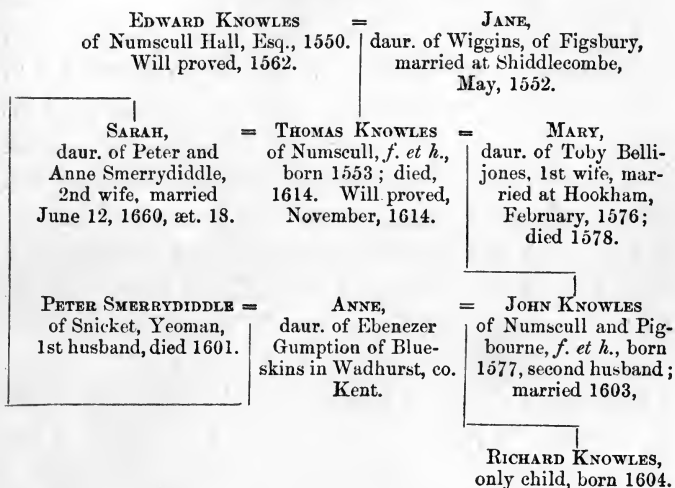 EDWARD KNOWLES = JANE,
of Numscull Hall, Esq., 1550. daur. of Wiggins, of Figsbury,
Will proved, 1562. married at Shiddlecombe,
May, 1552.
SARAH, = THOMAS KNOWLES = MARY,
daur. of Peter and of Numscull, f. et h., daur. of Toby Belli-
Anne Smerrydiddle, born 1553 ; died, jones, 1st wife, mar-
2nd wife, married 1614. Will proved, ried at Hookham,
June 12, 1660, æt. 18. November, 1614. February, 1576;
died 1578.
PETER SMERRYDIDDLE = ANNE, = JOHN KNOWLES
of Snicket, Yeoman, daur. of Ebenezer of Numscull and Pig-
1st husband, died 1601. Gumption of Blue- bourne, f. et h., born
skins in Wadhurst, co. 1577, second husband ;
Kent. married 1603,
RICHARD KNOWLES,
only child, born 1604.